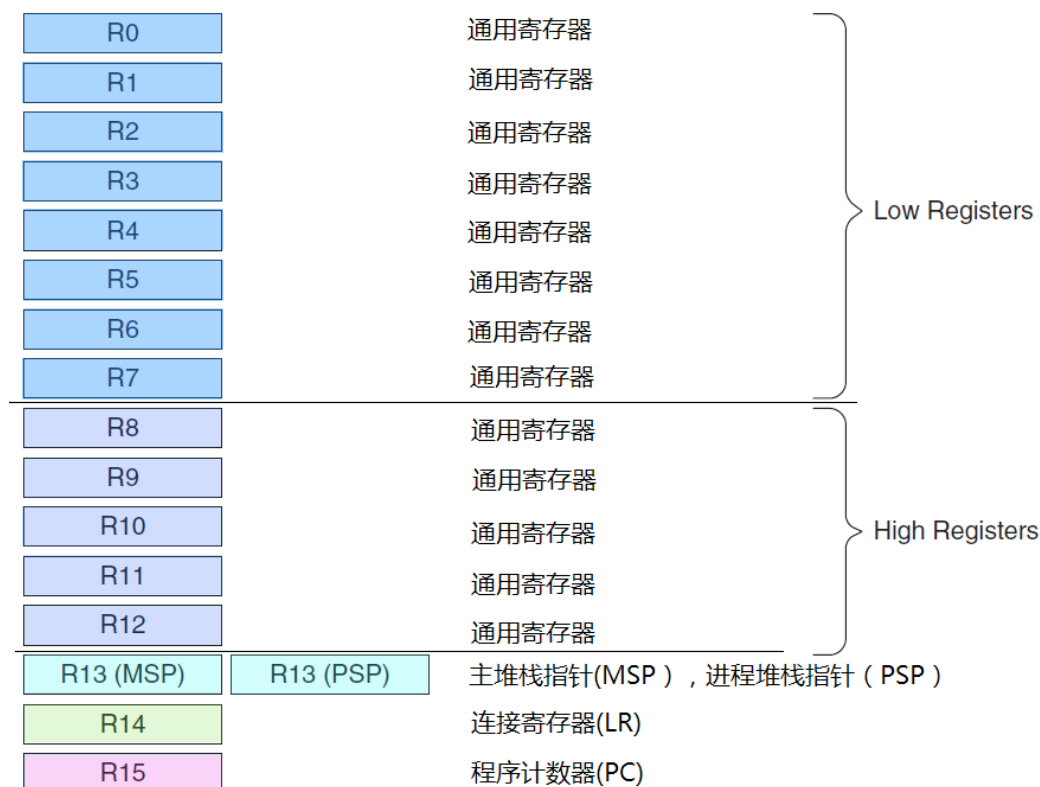 R0 通用寄存器
R1 通用寄存器
R2 通用寄存器
R3 通用寄存器
R4 通用寄存器
Low Registers
R5 通用寄存器
R6 通用寄存器
R7 通用寄存器
R8 通用寄存器
R9 通用寄存器
R10 通用寄存器
High Registers
R11 通用寄存器
R12 通用寄存器
R13 (MSP) R13 (PSP) 主堆栈指针(MSP），进程堆栈指针（PSP）
R14 连接寄存器(LR)
R15 程序计数器(PC)